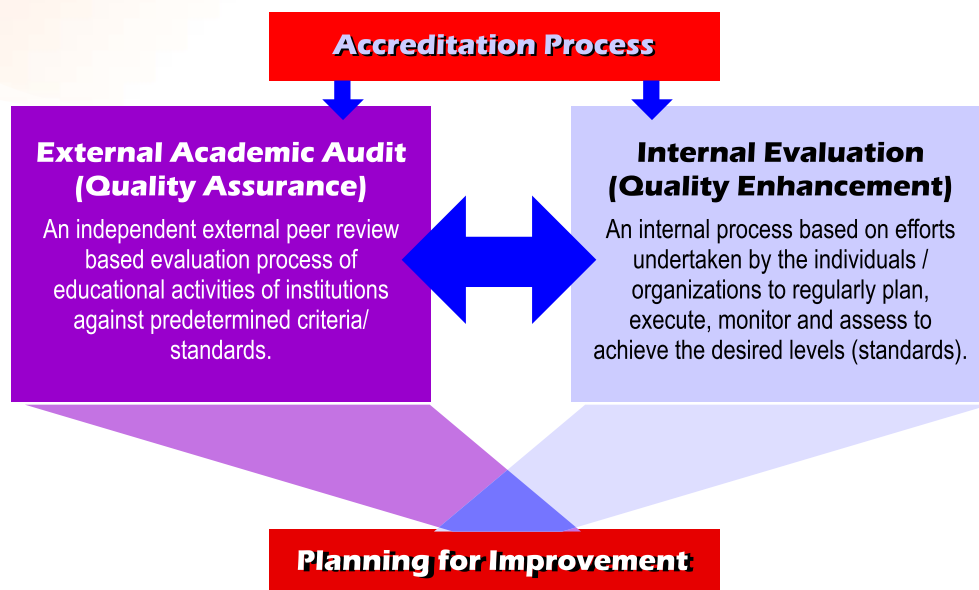 Accreditation Process
External Academic Audit
(Quality Assurance)
An independent external peer review
based evaluation process of
educational activities of institutions
against predetermined criteria/
standards.
Internal Evaluation
(Quality Enhancement)
An internal process based on efforts
undertaken by the individuals /
organizations to regularly plan,
execute, monitor and assess to
achieve the desired levels (standards).
Planning for Improvement